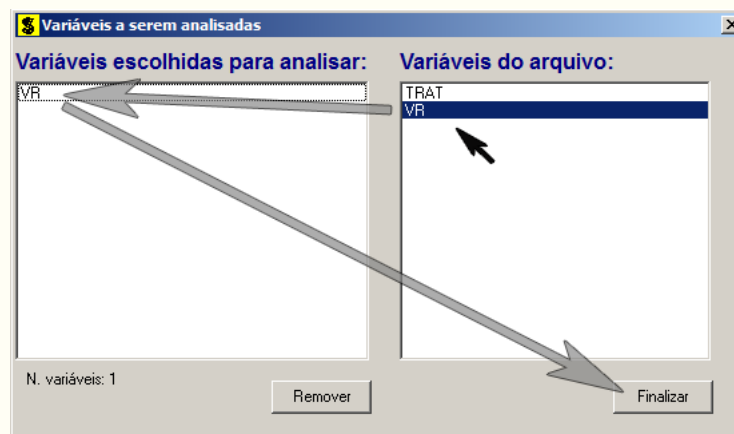 Variáveis a serem analisadas
Variáveis escolhidas para analisar:
Variáveis do arquivo:
VR
TRAT
VR
N. variáveis: 1
Remover
Finalizar